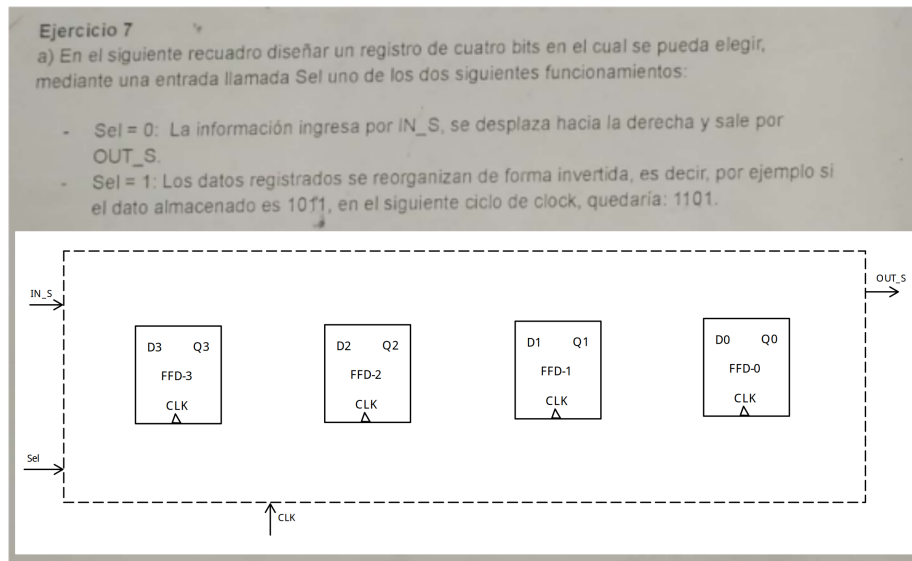 Ejercicio 7
a) En el siguiente recuadro diseñar un registro de cuatro bits en el cual se pueda elegir,
mediante una entrada llamada Sel uno de los dos siguientes funcionamientos:
- Sel = 0: La información ingresa por IN_S, se desplaza hacia la derecha y sale por
OUT_S.
- Sel = 1: Los datos registrados se reorganizan de forma invertida, es decir, por ejemplo si
el dato almacenado es 1011, en el siguiente ciclo de clock, quedaría: 1101.
OUT_S
IN_S
D3 Q3 D2 Q2 D1 Q1 D0 Q0
FFD-3 FFD-2 FFD-1 FFD-0
CLK CLK CLK CLK
Sel
CLK